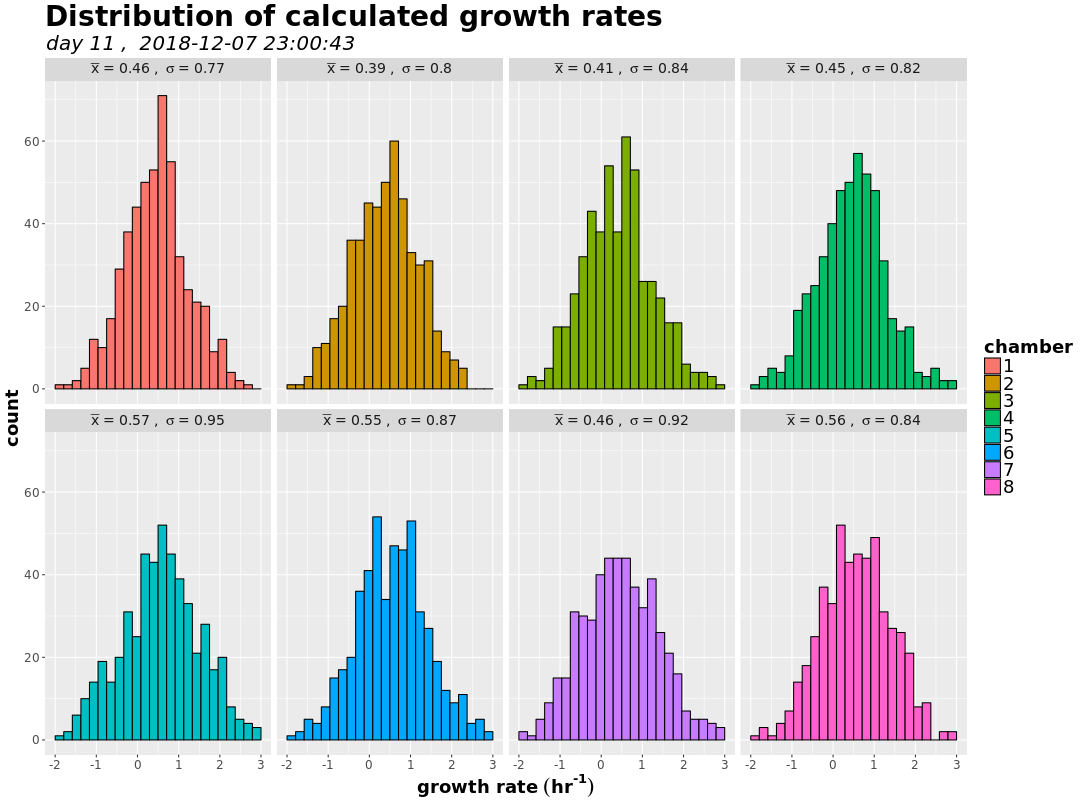 Distribution of calculated growth rates
day 11 ,  2018-12-07 23:00:43
x̅ = 0.46 ,  σ = 0.77
x̅ = 0.39 ,  σ = 0.8
x̅ = 0.41 ,  σ = 0.84
x̅ = 0.45 ,  σ = 0.82
60
40
20
0
x̅ = 0.57 ,  σ = 0.95
x̅ = 0.55 ,  σ = 0.87
x̅ = 0.46 ,  σ = 0.92
x̅ = 0.56 ,  σ = 0.84
60
40
20
0
-2 -1 0 1 2 3
-2 -1 0 1 2 3
-2 -1 0 1 2 3
-2 -1 0 1 2 3
count
growth rate (hr⁻¹)
chamber
1
2
3
4
5
6
7
8